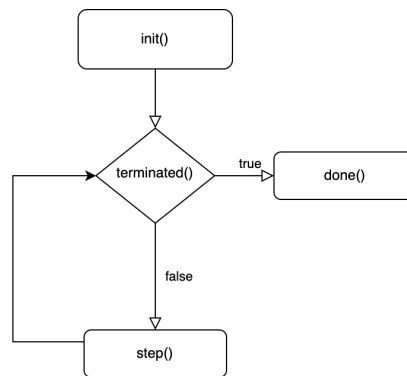 init()
terminated()
true
done()
false
step()